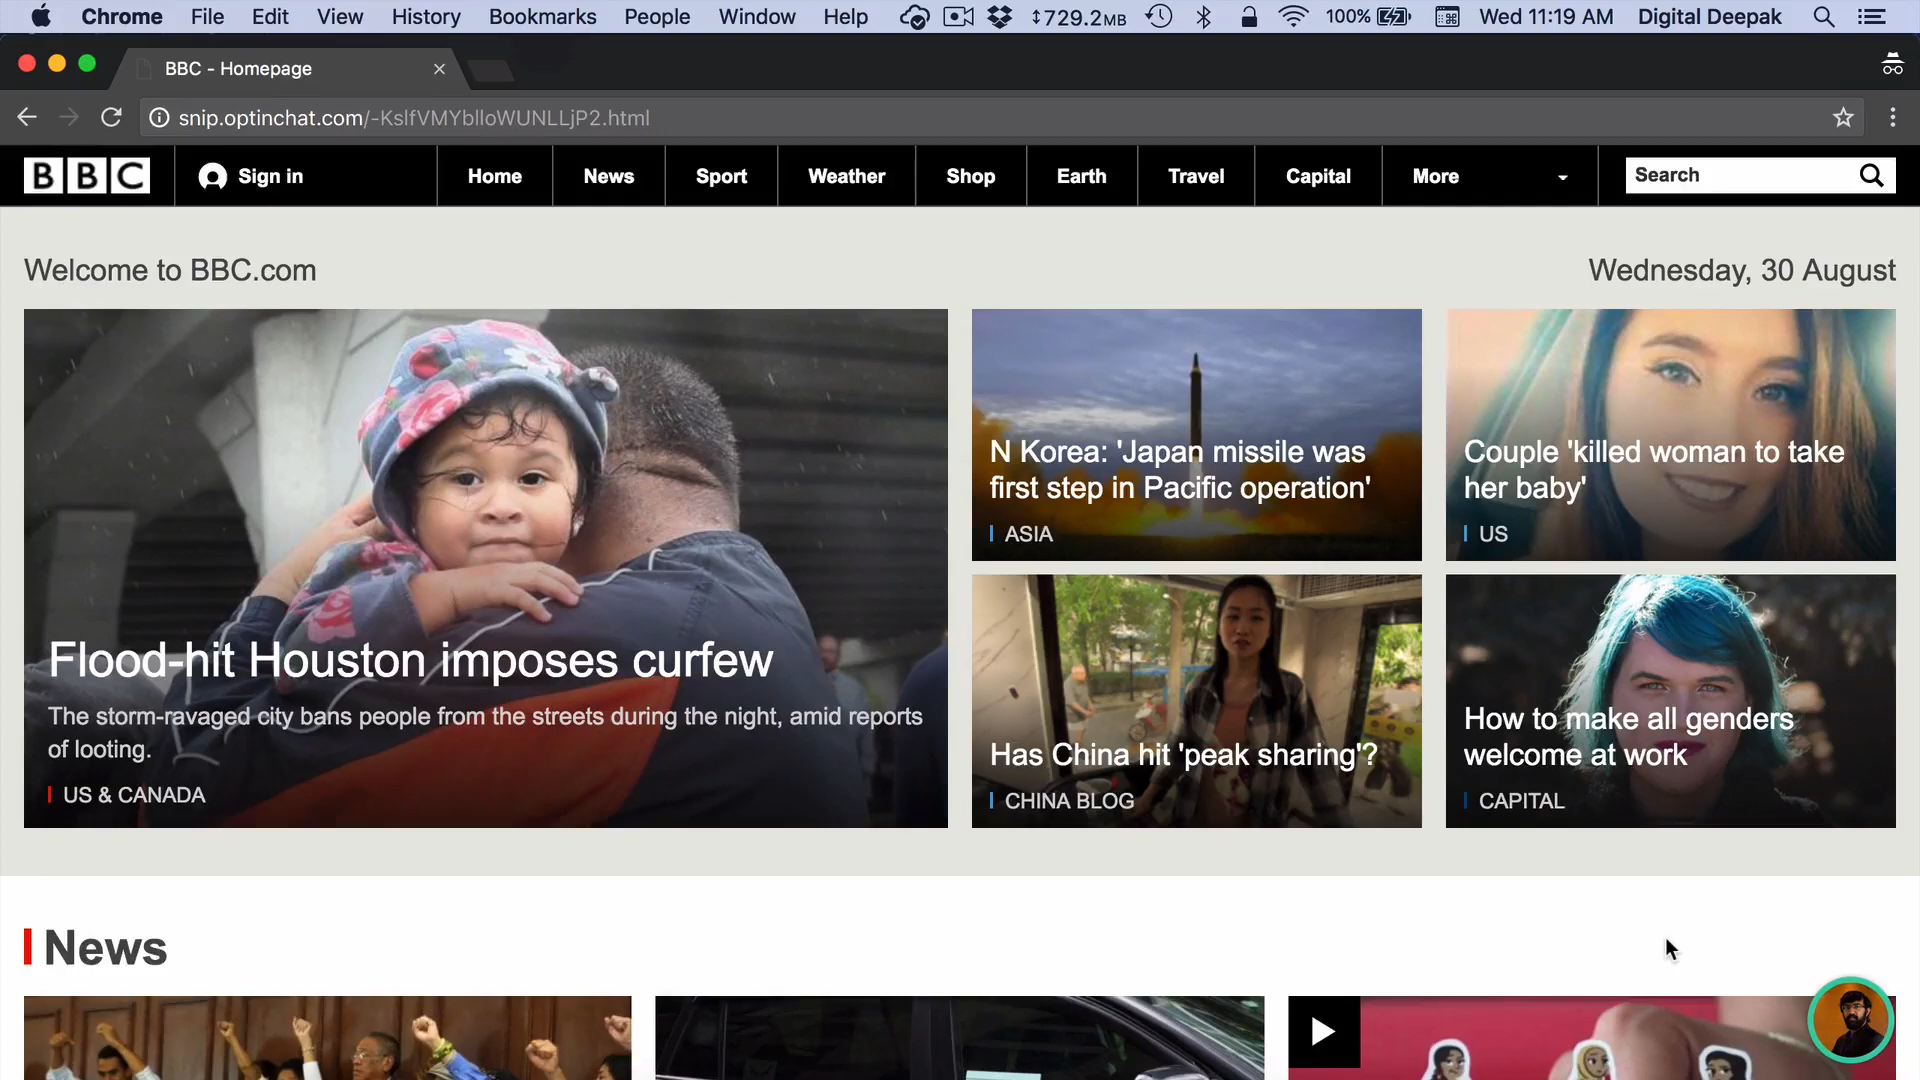 Chrome File Edit View History Bookmarks People Window Help 729.2MB 100% Wed 11:19 AM Digital Deepak
BBC - Homepage
snip.optinchat.com/-KslfVMYblloWUNLLjP2.html
BBC Sign in Home News Sport Weather Shop Earth Travel Capital More Search
Welcome to BBC.com
Wednesday, 30 August
Flood-hit Houston imposes curfew
The storm-ravaged city bans people from the streets during the night, amid reports
of looting.
US & CANADA
N Korea: 'Japan missile was
first step in Pacific operation'
ASIA
Couple 'killed woman to take
her baby'
US
Has China hit 'peak sharing'?
CHINA BLOG
How to make all genders
welcome at work
CAPITAL
News